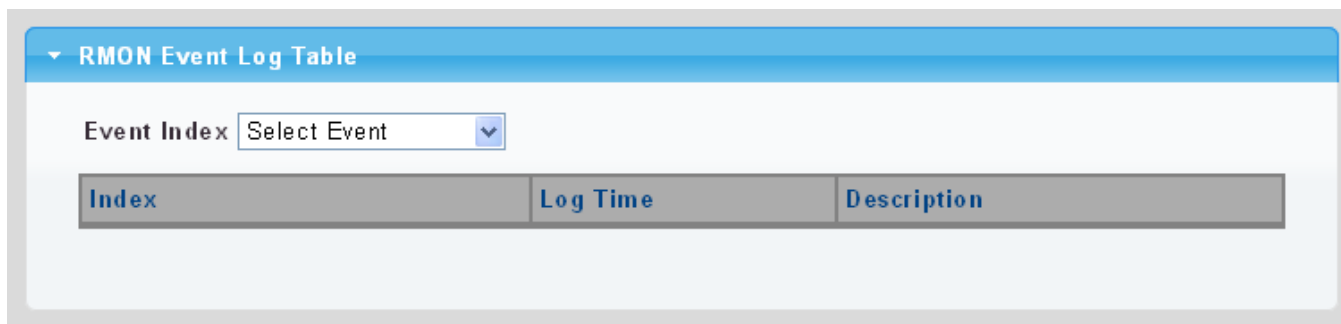 RMON Event Log Table
Event Index Select Event
Index Log Time Description